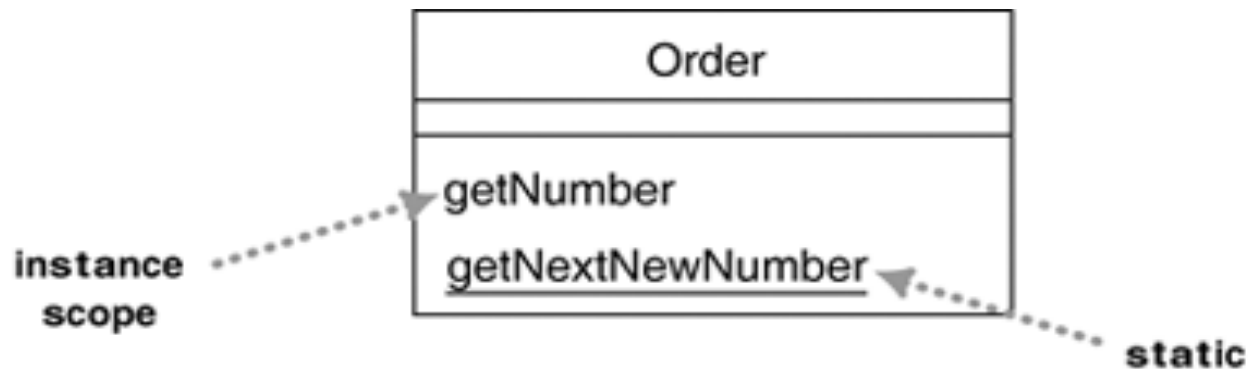 Order
getNumber
instance
scope
getNextNewNumber
static